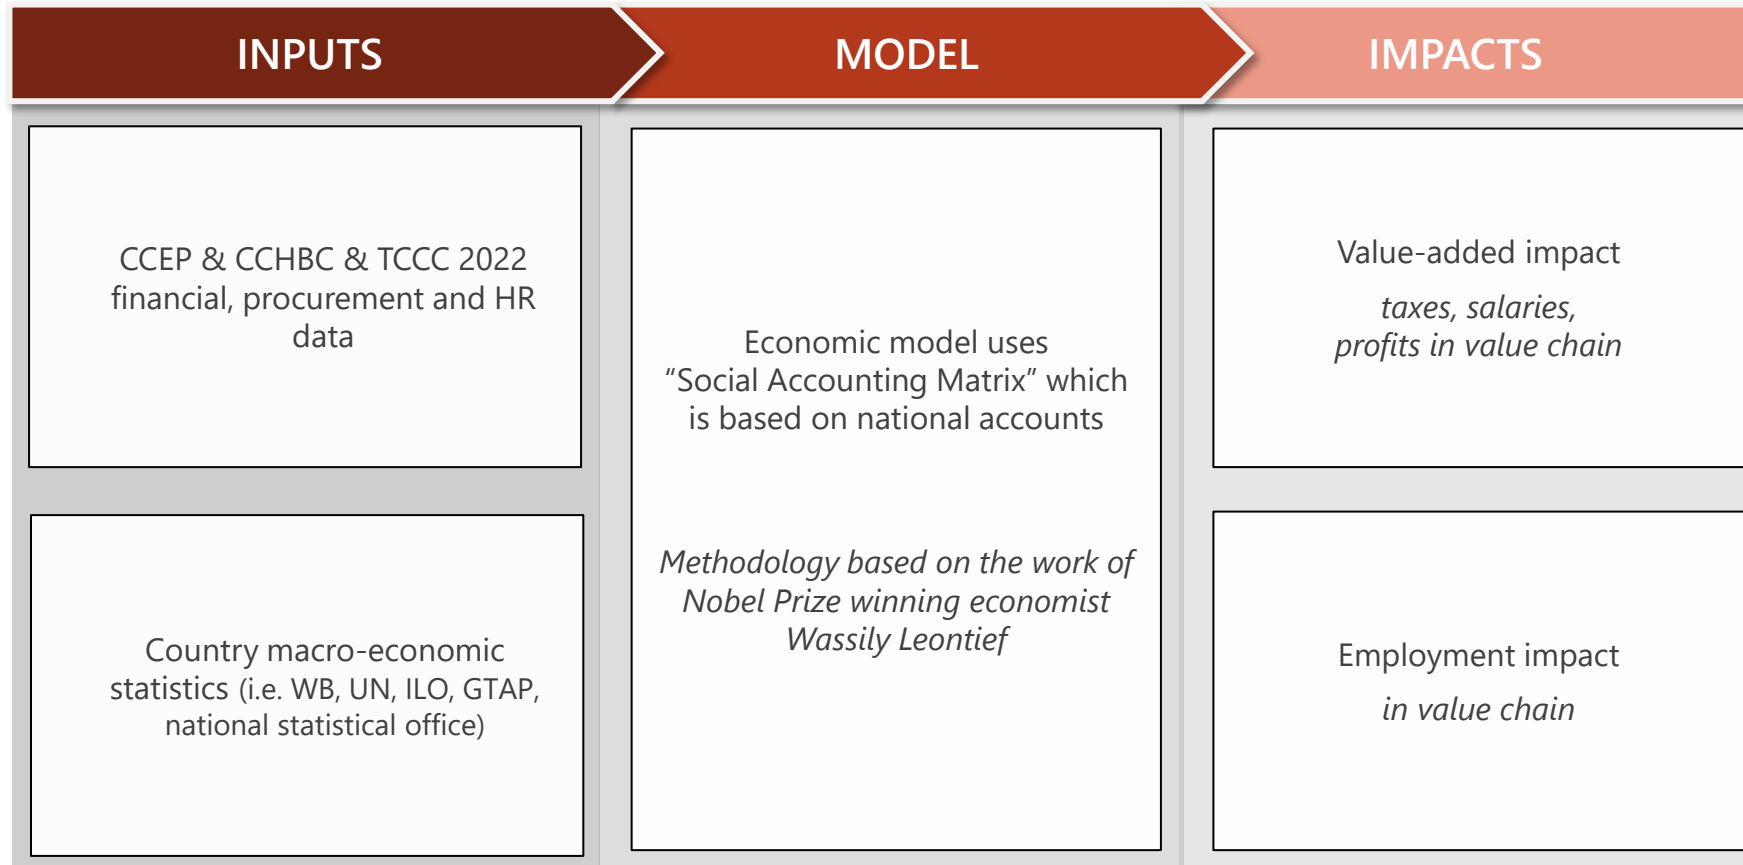 INPUTS
MODEL
IMPACTS
CCEP & CCHBC & TCCC 2022
financial, procurement and HR
data
Country macro-economic
statistics (i.e. WB, UN, ILO, GTAP,
national statistical office)
Economic model uses
“Social Accounting Matrix” which
is based on national accounts
Methodology based on the work of
Nobel Prize winning economist
Wassily Leontief
Value-added impact
taxes, salaries,
profits in value chain
Employment impact
in value chain